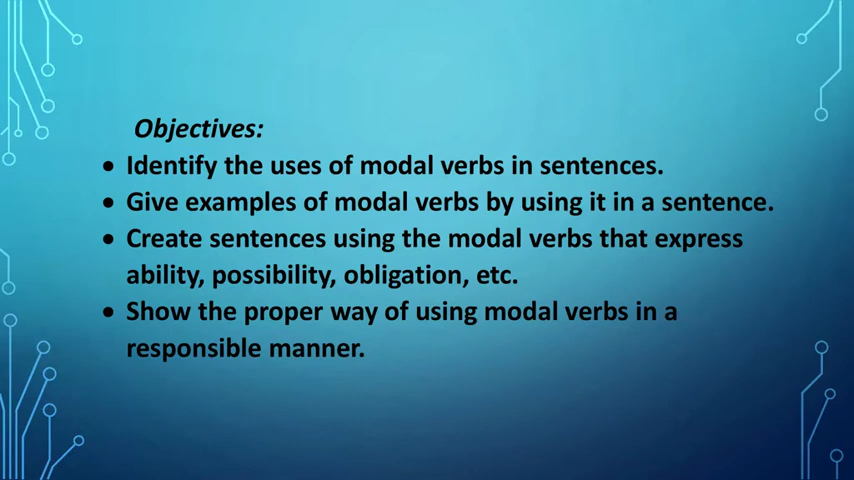 Objectives:
• Identify the uses of modal verbs in sentences.
• Give examples of modal verbs by using it in a sentence.
• Create sentences using the modal verbs that express
ability, possibility, obligation, etc.
• Show the proper way of using modal verbs in a
responsible manner.